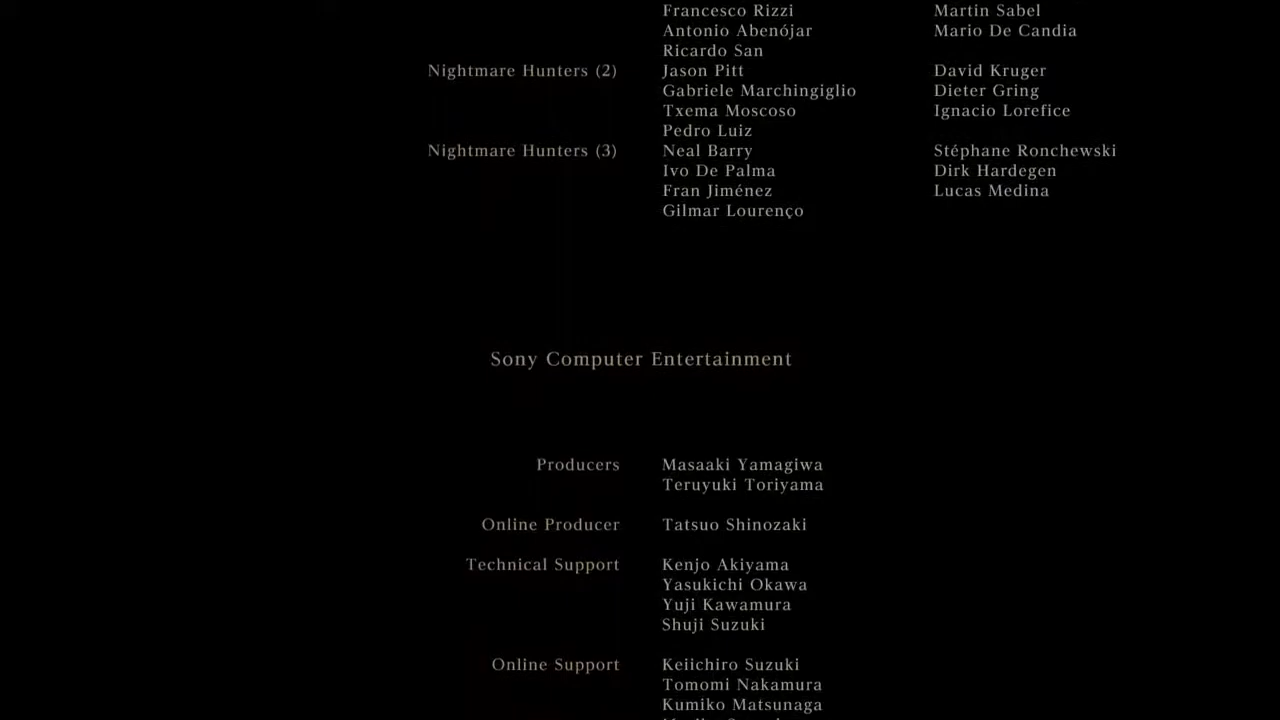 Francesco Rizzi Martin Sabel
Antonio Abenójar Mario De Candia
Ricardo San
Nightmare Hunters (2) Jason Pitt David Kruger
Gabriele Marchingiglio Dieter Gring
Txema Moscoso Ignacio Lorefice
Pedro Luiz
Nightmare Hunters (3) Neal Barry Stéphane Ronchewski
Ivo De Palma Dirk Hardegen
Fran Jiménez Lucas Medina
Gilmar Lourenço
Sony Computer Entertainment
Producers Masaaki Yamagiwa
Teruyuki Toriyama
Online Producer Tatsuo Shinozaki
Technical Support Kenjo Akiyama
Yasukichi Okawa
Yuji Kawamura
Shuji Suzuki
Online Support Keiichiro Suzuki
Tomomi Nakamura
Kumiko Matsunaga